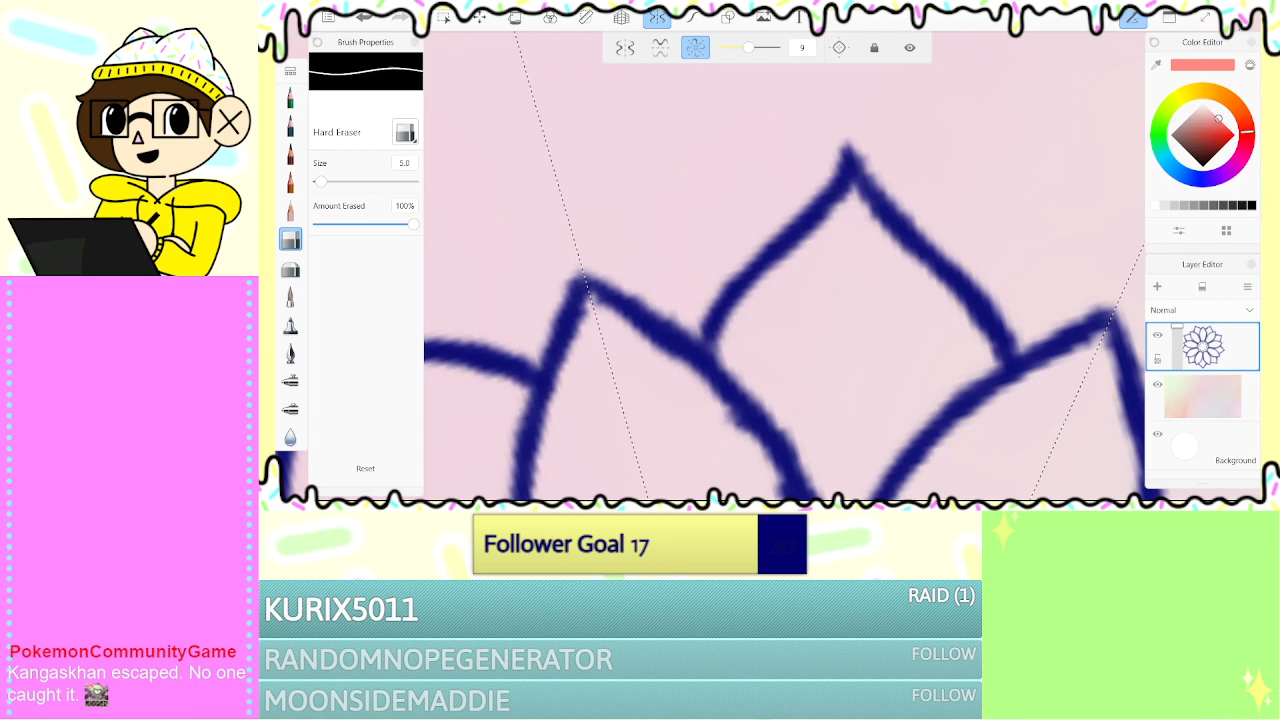 Brush Properties
Hard Eraser
Size
5.0
Amount Erased
100%
Reset
9
Color Editor
Layer Editor
Normal
Background
Follower Goal 17
20
KURIX5011
RAID (1)
RANDOMNOPEGENERATOR
FOLLOW
MOONSIDEMADDIE
FOLLOW
PokemonCommunityGame
Kangaskhan escaped. No one
caught it.